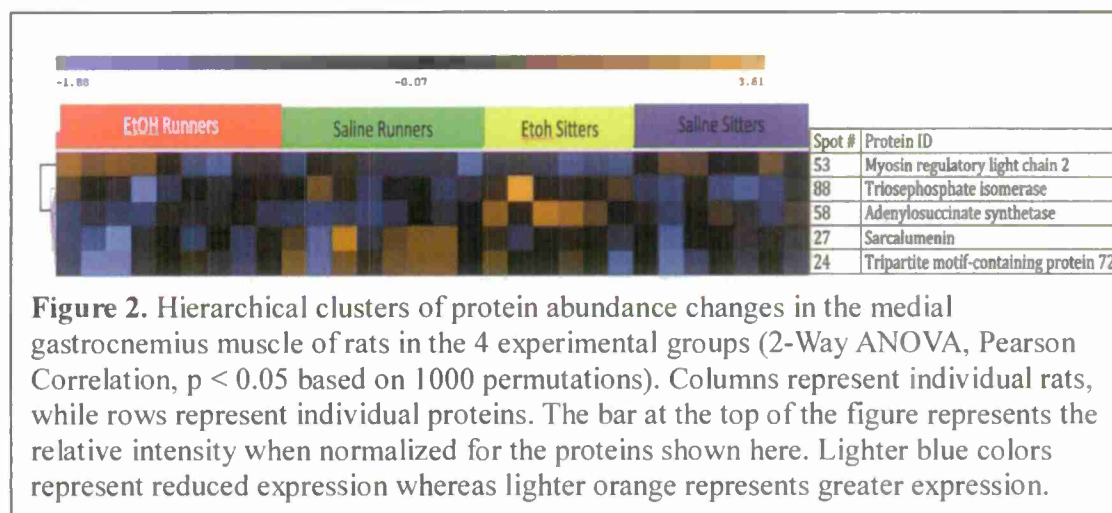 -1.88 -0.07 3.81
EtOH Runners Saline Runners Etoh Sitters Saline Sitters
Spot # Protein ID
53 Myosin regulatory light chain 2
88 Triosephosphate isomerase
58 Adenylosuccinate synthetase
27 Sarcalumenin
24 Tripartite motif-containing protein 72
Figure 2. Hierarchical clusters of protein abundance changes in the medial
gastrocnemius muscle of rats in the 4 experimental groups (2-Way ANOVA, Pearson
Correlation, p < 0.05 based on 1000 permutations). Columns represent individual rats,
while rows represent individual proteins. The bar at the top of the figure represents the
relative intensity when normalized for the proteins shown here. Lighter blue colors
represent reduced expression whereas lighter orange represents greater expression.